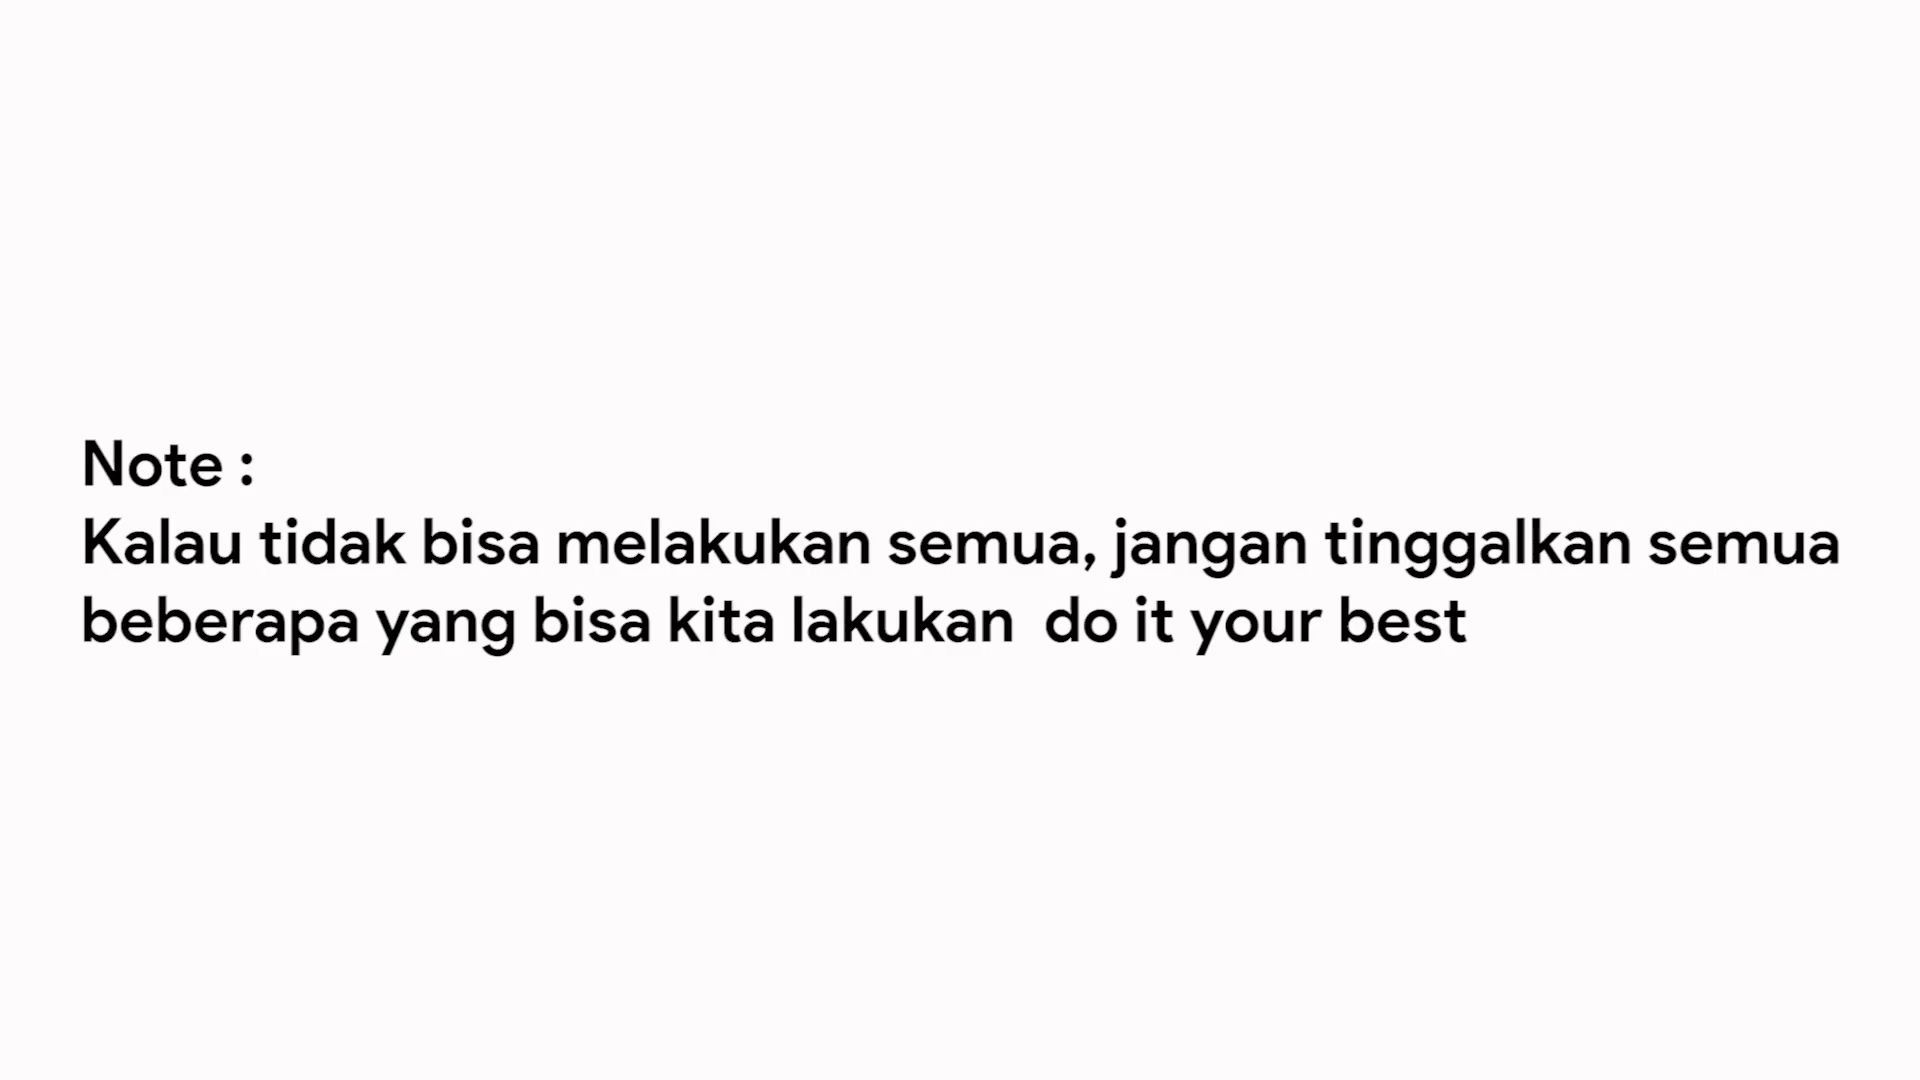 Note :
Kalau tidak bisa melakukan semua, jangan tinggalkan semua
beberapa yang bisa kita lakukan  do it your best